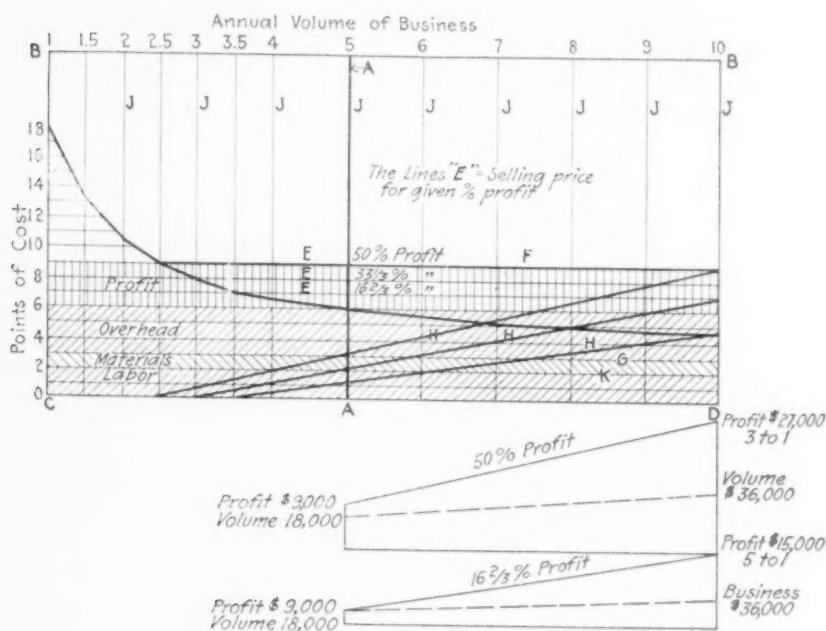 Annual Volume of Business
1 1.5 2 2.5 3 3.5 4 5 6 7 8 9 10
B B
A
J J J J J J J J J
Points of Cost
18
16
14
12
10
8
6
4
2
0
The Lines "E" = Selling price
for given % profit
E 50% Profit F
E 33 1/3 % "
E 16 2/3 % "
Profit
Overhead
Materials
Labor
H H H
G
K
C A D
Profit $27,000
3 to 1
50% Profit
Volume
$36,000
Profit $9,000
Volume 18,000
Profit $15,000
5 to 1
16 2/3 % Profit
Business
$36,000
Profit $9,000
Volume 18,000